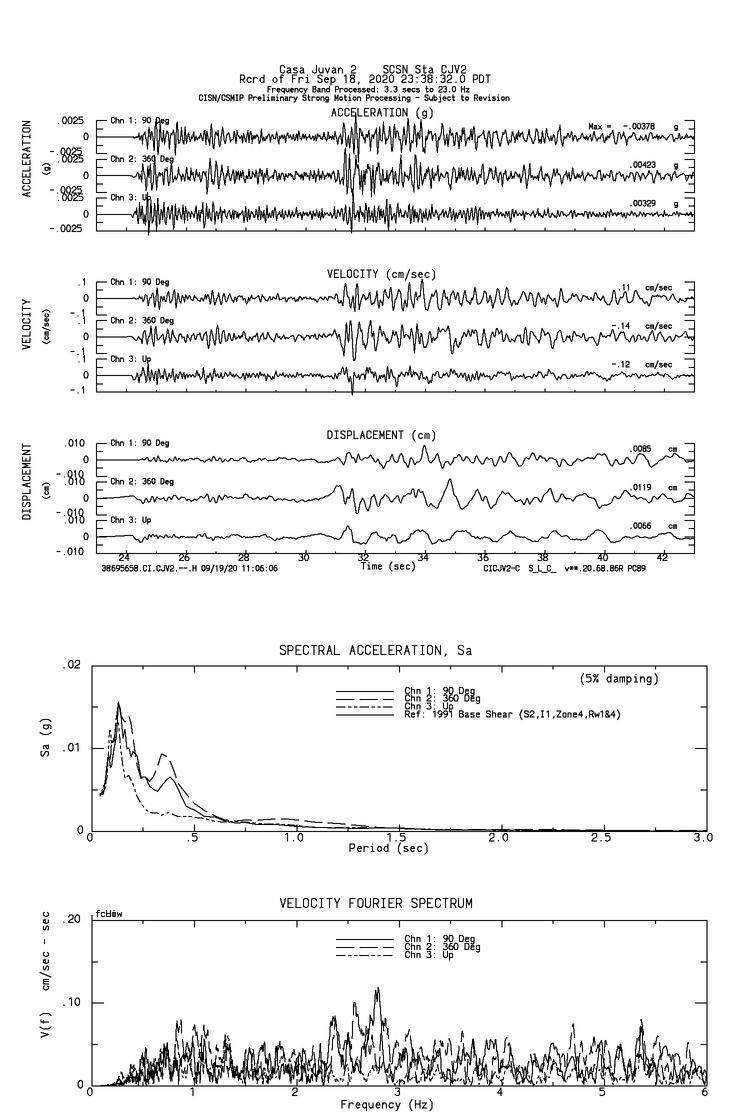 Casa Juvan 2 SCSN Sta CJV2
Rcrd of Fri Sep 18, 2020 23:38:32.0 PDT
Frequency Band Processed: 3.3 secs to 23.0 Hz
CISN/CSMIP Preliminary Strong Motion Processing - Subject to Revision
ACCELERATION (g)
ACCELERATION
(g)
.0025
0
-.0025
Chn 1: 90 Deg
Max = -.00378 g
.0025
0
-.0025
Chn 2: 360 Deg
.00423 g
.0025
0
-.0025
Chn 3: Up
.00329 g
VELOCITY (cm/sec)
VELOCITY
(cm/sec)
.1
0
-.1
Chn 1: 90 Deg
.11 cm/sec
.1
0
-.1
Chn 2: 360 Deg
-.14 cm/sec
.1
0
-.1
Chn 3: Up
-.12 cm/sec
DISPLACEMENT (cm)
DISPLACEMENT
(cm)
.010
0
-.010
Chn 1: 90 Deg
.0085 cm
.010
0
-.010
Chn 2: 360 Deg
.0119 cm
.010
0
-.010
Chn 3: Up
.0066 cm
24 26 28 30 32 34 36 38 40 42
Time (sec)
38695658.CI.CJV2.--.H 09/19/20 11:06:06
CICJV2-C S_L_C_ v**.20.68.86R PC89
SPECTRAL ACCELERATION, Sa
(5% damping)
Chn 1: 90 Deg
Chn 2: 360 Deg
Chn 3: Up
Ref: 1991 Base Shear (S2,I1,Zone4,Rw1&4)
Sa (g)
.02
.01
0
0 .5 1.0 1.5 2.0 2.5 3.0
Period (sec)
VELOCITY FOURIER SPECTRUM
Chn 1: 90 Deg
Chn 2: 360 Deg
Chn 3: Up
V(f) cm/sec - sec
.20
.10
0
0 1 2 3 4 5 6
Frequency (Hz)